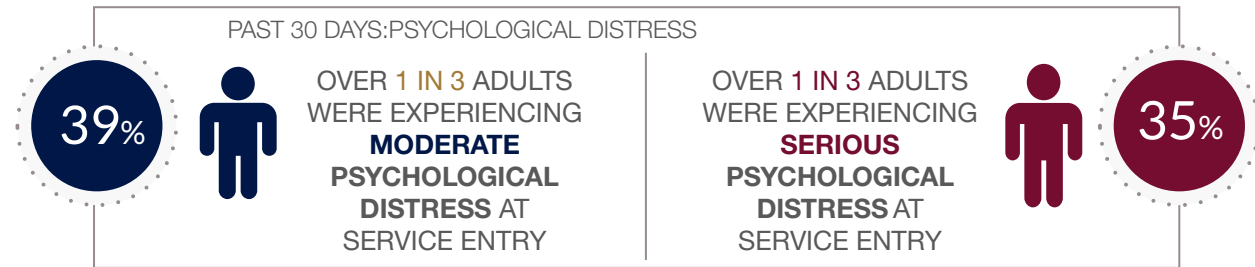 PAST 30 DAYS:PSYCHOLOGICAL DISTRESS
39%
OVER 1 IN 3 ADULTS
WERE EXPERIENCING
MODERATE
PSYCHOLOGICAL
DISTRESS AT
SERVICE ENTRY
OVER 1 IN 3 ADULTS
WERE EXPERIENCING
SERIOUS
PSYCHOLOGICAL
DISTRESS AT
SERVICE ENTRY
35%